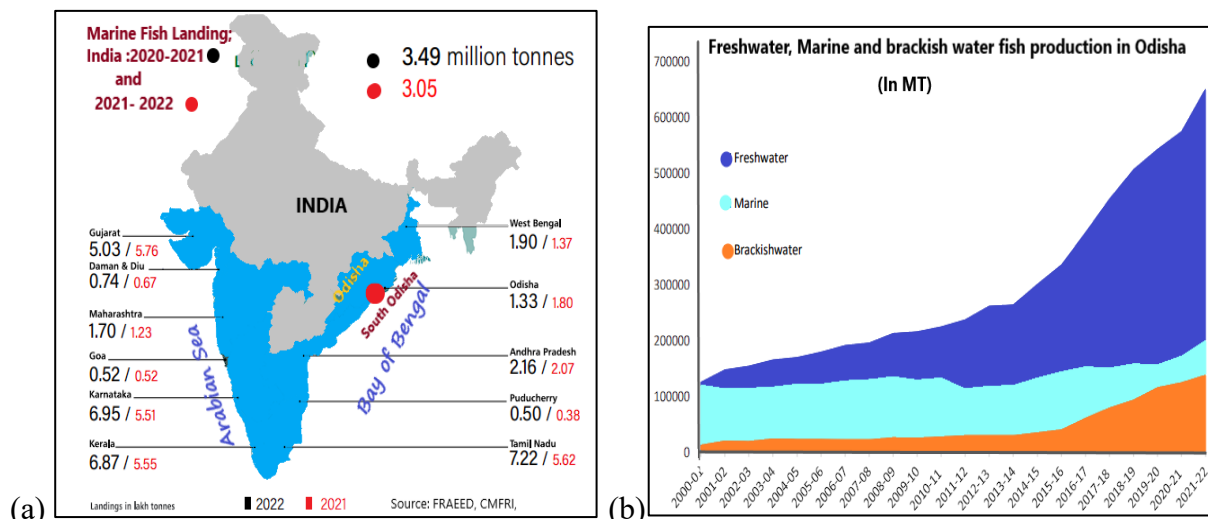 Marine Fish Landing;
India :2020-2021
and
2021- 2022
3.49 million tonnes
3.05
INDIA
Gujarat
5.03 / 5.76
Daman & Diu
0.74 / 0.67
Maharashtra
1.70 / 1.23
Goa
0.52 / 0.52
Karnataka
6.95 / 5.51
Kerala
6.87 / 5.55
Arabian Sea
Odisha
South Odisha
Bay of Bengal
West Bengal
1.90 / 1.37
Odisha
1.33 / 1.80
Andhra Pradesh
2.16 / 2.07
Puducherry
0.50 / 0.38
Tamil Nadu
7.22 / 5.62
Landings in lakh tonnes
2022 2021
Source: FRAEED, CMFRI,
(a)
Freshwater, Marine and brackish water fish production in Odisha
(In MT)
700000
600000
500000
400000
300000
200000
100000
0
Freshwater
Marine
Brackishwater
2000-01
2001-02
2002-03
2003-04
2004-05
2005-06
2006-07
2007-08
2008-09
2009-10
2010-11
2011-12
2012-13
2013-14
2014-15
2015-16
2016-17
2017-18
2018-19
2019-20
2020-21
2021-22
(b)